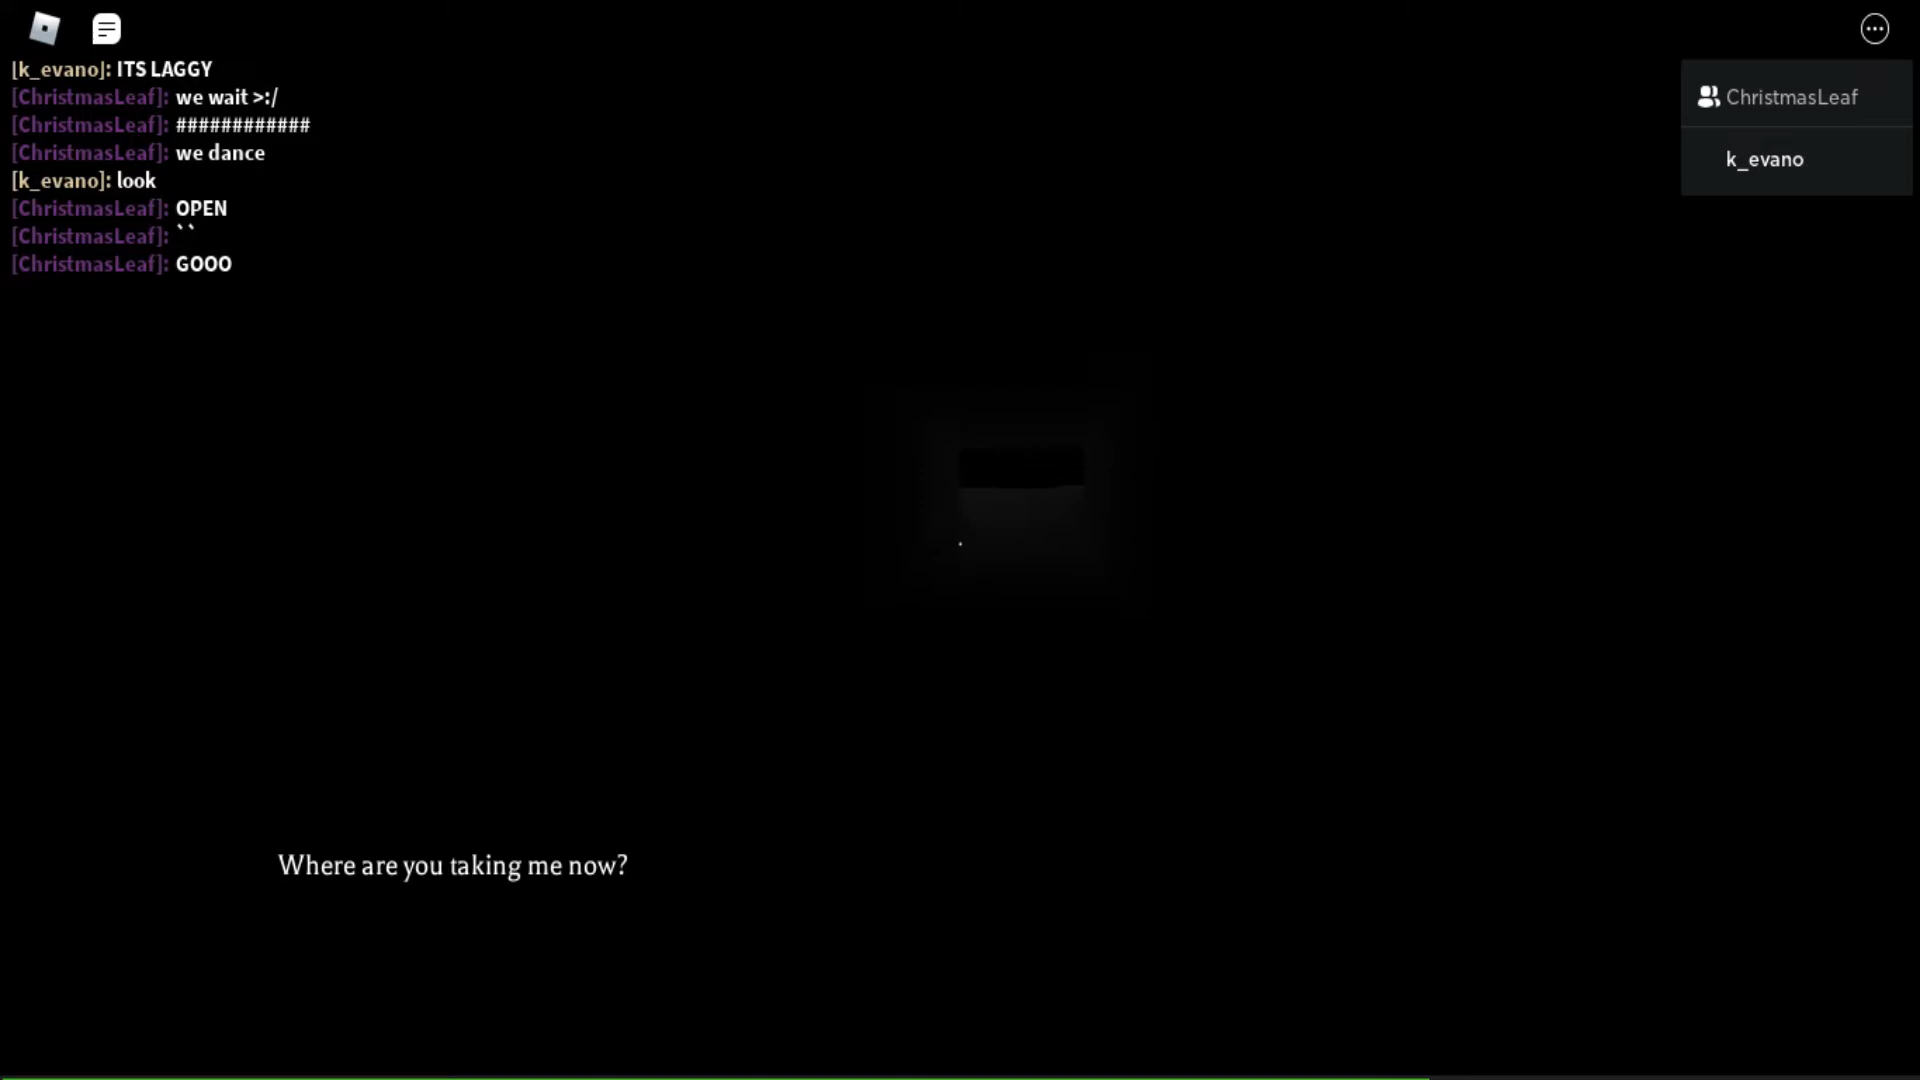 [k_evano]: ITS LAGGY
[ChristmasLeaf]: we wait >:/
[ChristmasLeaf]: ############
[ChristmasLeaf]: we dance
[k_evano]: look
[ChristmasLeaf]: OPEN
[ChristmasLeaf]: ``
[ChristmasLeaf]: GOOO
ChristmasLeaf
k_evano
Where are you taking me now?